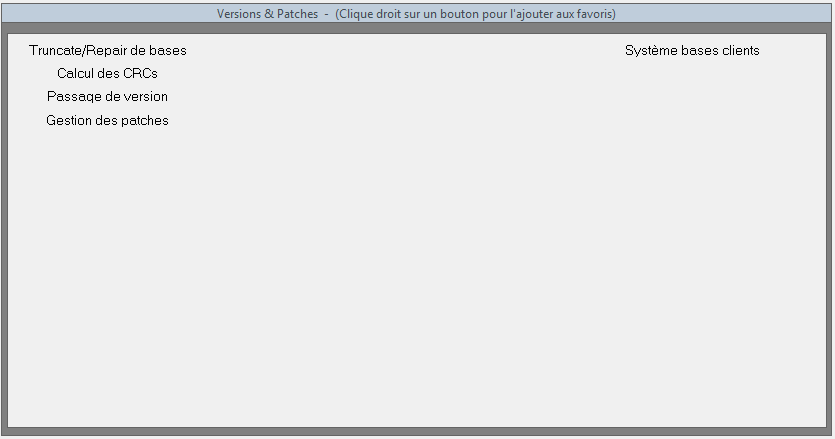 Versions & Patches - (Clique droit sur un bouton pour l'ajouter aux favoris)
Truncate/Repair de bases
Système bases clients
Calcul des CRCs
Passage de version
Gestion des patches